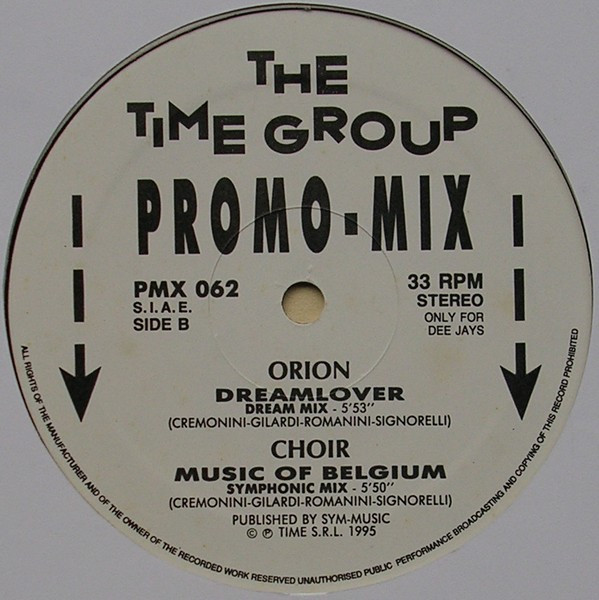 THE
TIME GROUP
PROMO-MIX
PMX 062
S.I.A.E.
SIDE B
33 RPM
STEREO
ONLY FOR
DEE JAYS
ORION
DREAMLOVER
DREAM MIX - 5'53"
(CREMONINI-GILARDI-ROMANINI-SIGNORELLI)
CHOIR
MUSIC OF BELGIUM
SYMPHONIC MIX - 5'50"
(CREMONINI-GILARDI-ROMANINI-SIGNORELLI)
PUBLISHED BY SYM-MUSIC
© ℗ TIME S.R.L. 1995
ALL RIGHTS OF THE MANUFACTURER AND OF THE OWNER OF THE RECORDED WORK RESERVED UNAUTHORISED PUBLIC PERFORMANCE BROADCASTING AND COPYING OF THIS RECORD PROHIBITED